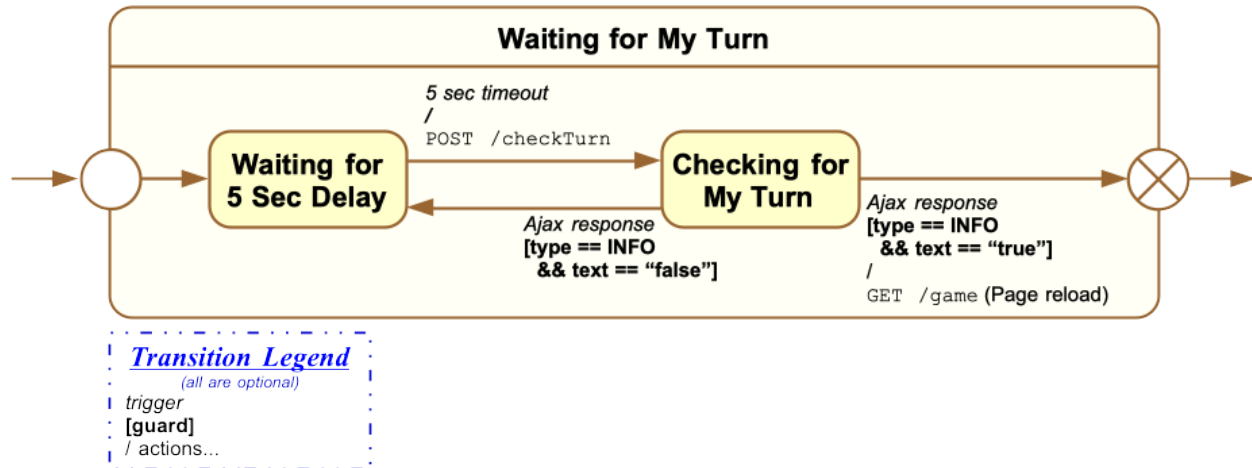 Waiting for My Turn
5 sec timeout
/
POST /checkTurn
Waiting for
5 Sec Delay
Checking for
My Turn
Ajax response
[type == INFO
&& text == “false”]
Ajax response
[type == INFO
&& text == “true”]
/
GET /game (Page reload)
Transition Legend
(all are optional)
trigger
[guard]
/ actions...